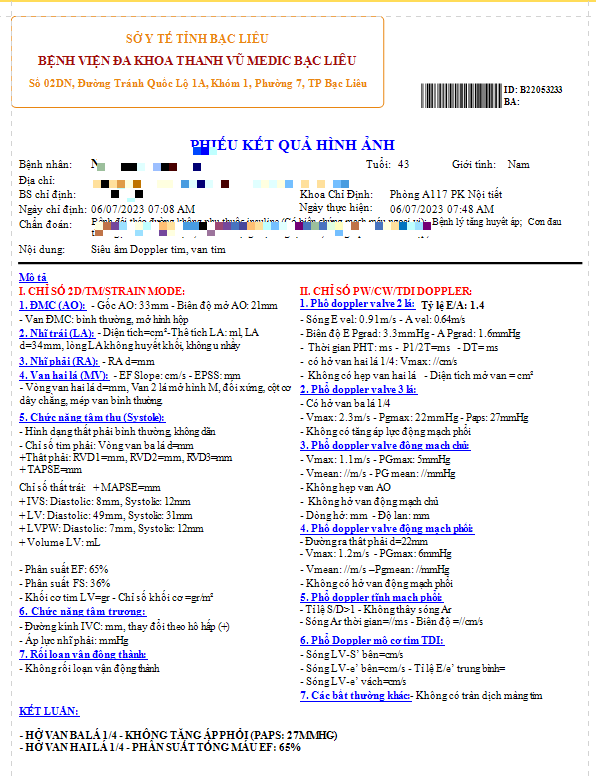 SỞ Y TẾ TỈNH BẠC LIÊU
BỆNH VIỆN ĐA KHOA THANH VŨ MEDIC BẠC LIÊU
Số 02DN, Đường Tránh Quốc Lộ 1A, Khóm 1, Phường 7, TP Bạc Liêu
ID: B22053233
BA:
PHIẾU KẾT QUẢ HÌNH ẢNH
Bệnh nhân: Tuổi: 43 Giới tính: Nam
Địa chỉ:
BS chỉ định: Khoa Chỉ Định: Phòng A117 PK Nội tiết
Ngày chỉ định: 06/07/2023 07:08 AM Ngày thực hiện: 06/07/2023 07:48 AM
Chẩn đoán: Bệnh lý tăng huyết áp; Cơn đau
Nội dung: Siêu âm Doppler tim, van tim
Mô tả
I. CHỈ SỐ 2D/TM/STRAIN MODE:
1. ĐMC (AO): - Gốc AO: 33mm - Biên độ mở AO: 21mm
- Van ĐMC: bình thường, mở hình hộp
2. Nhĩ trái (LA): - Diện tích=cm²-Thể tích LA: ml, LA
d=34mm, lòng LA không huyết khối, không u nhầy
3. Nhĩ phải (RA): - RA d=mm
4. Van hai lá (MV): - EF Slope: cm/s - EPSS: mm
- Vòng van hai lá d=mm, Van 2 lá mở hình M, đối xứng, cột cơ
dây chằng, mép van bình thường.
5. Chức năng tâm thu (Systole):
- Hình dạng thất phải bình thường, không dãn
- Chỉ số tim phải: Vòng van ba lá d=mm
+Thất phải: RVD1=mm, RVD2=mm, RVD3=mm
+ TAPSE=mm
Chỉ số thất trái: + MAPSE=mm
+ IVS: Diastolic: 8mm, Systolic: 12mm
+ LV: Diastolic: 49mm, Systolic: 31mm
+ LVPW: Diastolic: 7mm, Systolic: 12mm
+ Volume LV: mL
- Phân suất EF: 65%
- Phân suất FS: 36%
- Khối cơ tim LV=gr - Chỉ số khối cơ =gr/m²
6. Chức năng tâm trương:
- Đường kính IVC: mm, thay đổi theo hô hấp (+)
- Áp lực nhĩ phải: mmHg
7. Rối loạn vận động thành:
- Không rối loạn vận động thành
II. CHỈ SỐ PW/CW/TDI DOPPLER:
1. Phổ doppler valve 2 lá: Tỷ lệ E/A: 1.4
- Sóng E vel: 0.91m/s - A vel: 0.64m/s
- Biên độ E Pgrad: 3.3mmHg - A Pgrad: 1.6mmHg
- Thời gian PHT: ms - P1/2T=ms - DT= ms
- có hở van hai lá 1/4: Vmax: //cm/s
- Không có hẹp van hai lá - Diện tích mở van = cm²
2. Phổ doppler valve 3 lá:
- Có hở van ba lá 1/4
- Vmax: 2.3m/s - Pgmax: 22mmHg - Paps: 27mmHg
- Không có tăng áp lực động mạch phổi
3. Phổ doppler van động mạch chủ:
- Vmax: 1.1m/s - PGmax: 5mmHg
- Vmean: //m/s - PG mean: //mmHg
- Không hẹp van AO
- Không hở van động mạch chủ
- Dòng hở: mm - Độ lan: mm
4. Phổ doppler van động mạch phổi:
- Đường ra thất phải d=22mm
- Vmax: 1.2m/s - PGmax: 6mmHg
- Vmean: //m/s –Pgmean: //mmHg
- Không có hở van động mạch phổi
5. Phổ doppler tĩnh mạch phổi:
- Tỉ lệ S/D>1 - Không thấy sóng Ar
- Sóng Ar thời gian=//ms - Biên độ =//cm/s
6. Phổ Doppler mô cơ tim TDI:
- Sóng LV-S’ bên=cm/s
- Sóng LV-e’ bên=cm/s - Tỉ lệ E/e’ trung bình=
- Sóng LV-e’ vách=cm/s
7. Các bất thường khác:- Không có tràn dịch màng tim
KẾT LUẬN:
- HỞ VAN BA LÁ 1/4 - KHÔNG TĂNG ÁP PHỔI (PAPS: 27MMHG)
- HỞ VAN HAI LÁ 1/4 - PHÂN SUẤT TỐNG MÁU EF: 65%